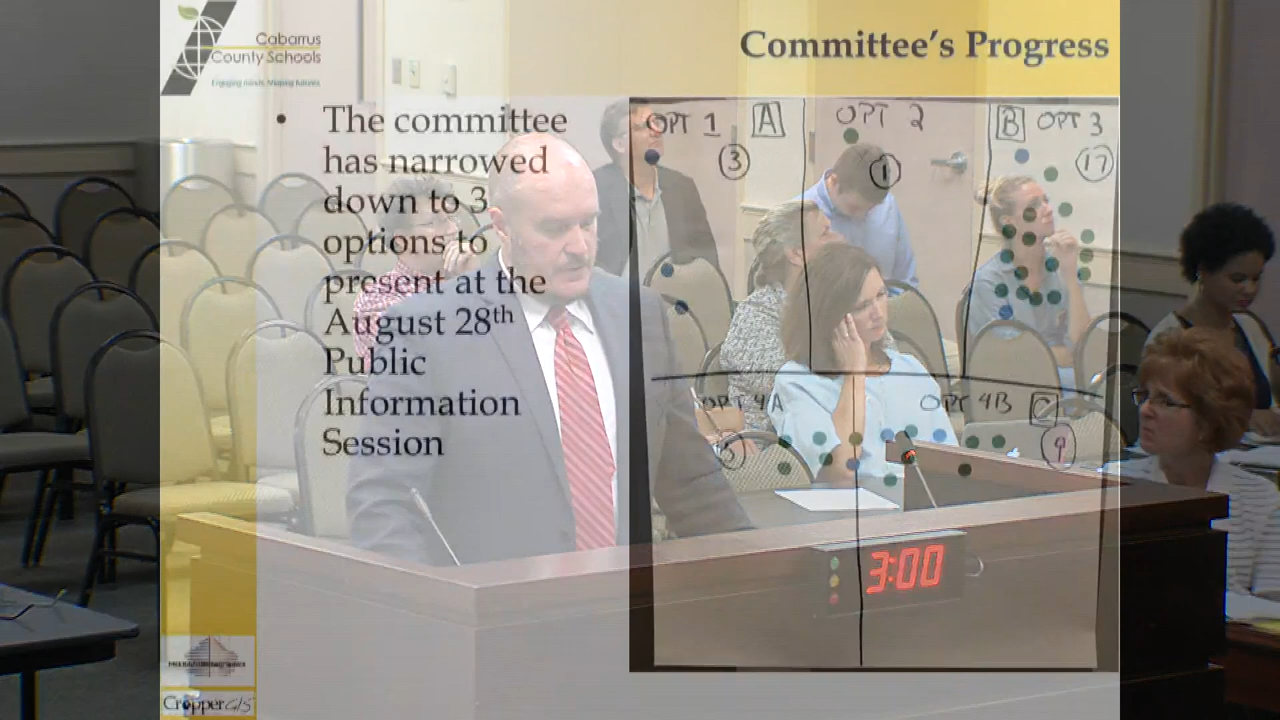 Cabarrus
County Schools
Engaging Minds, Shaping Futures
Committee's Progress
• The committee
has narrowed
down to 3
options to
present at the
August 28th
Public
Information
Session
OPT 1 A
3
OPT 2
1
B OPT 3
17
OPT 4A
OPT 4B C
9
3:00
Cropper GIS